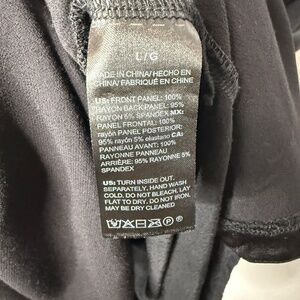 L/G
MADE IN CHINA/ HECHO EN
CHINA/ FABRIQUÉ EN CHINE
US: FRONT PANEL: 100%
RAYON BACK PANEL: 95%
RAYON 5% SPANDEX MX:
PANEL FRONTAL: 100%
rayón PANEL POSTERIOR:
95% rayón 5% elastano CA:
PANNEAU AVANT: 100%
RAYONNE PANNEAU
ARRIÈRE: 95% RAYONNE 5%
SPANDEX
US: TURN INSIDE OUT.
SEPARATELY, HAND WASH
COLD. DO NOT BLEACH. LAY
FLAT TO DRY. DO NOT IRON.
MAY BE DRY CLEANED